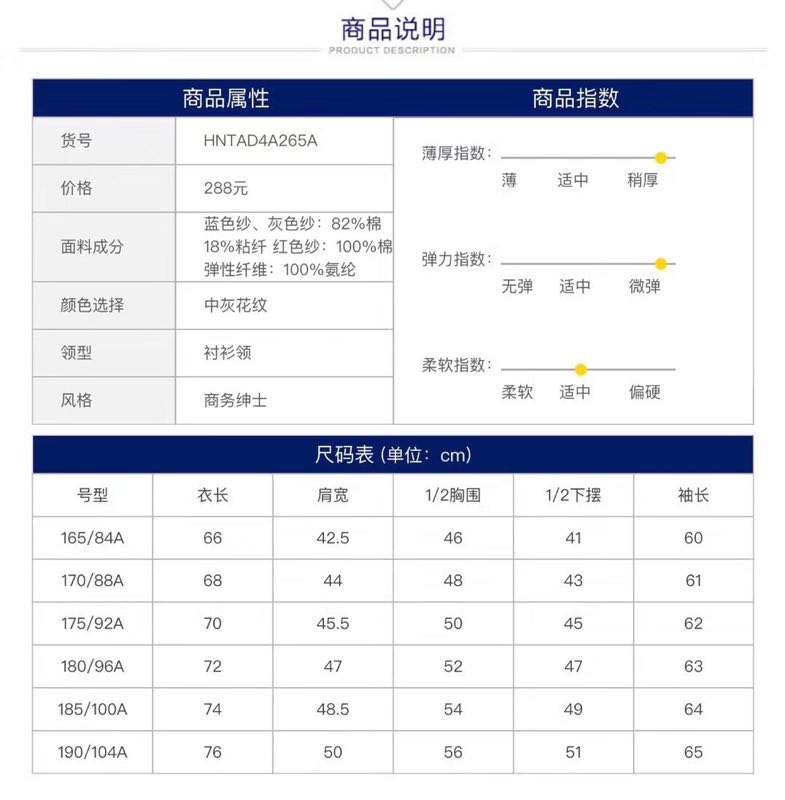 商品说明
PRODUCT DESCRIPTION
商品属性
商品指数
货号 HNTAD4A265A
价格 288元
面料成分 蓝色纱、灰色纱：82%棉
18%粘纤 红色纱：100%棉
弹性纤维：100%氨纶
颜色选择 中灰花纹
领型 衬衫领
风格 商务绅士
薄厚指数：
薄 适中 稍厚
弹力指数：
无弹 适中 微弹
柔软指数：
柔软 适中 偏硬
尺码表 (单位：cm)
号型 衣长 肩宽 1/2胸围 1/2下摆 袖长
165/84A 66 42.5 46 41 60
170/88A 68 44 48 43 61
175/92A 70 45.5 50 45 62
180/96A 72 47 52 47 63
185/100A 74 48.5 54 49 64
190/104A 76 50 56 51 65